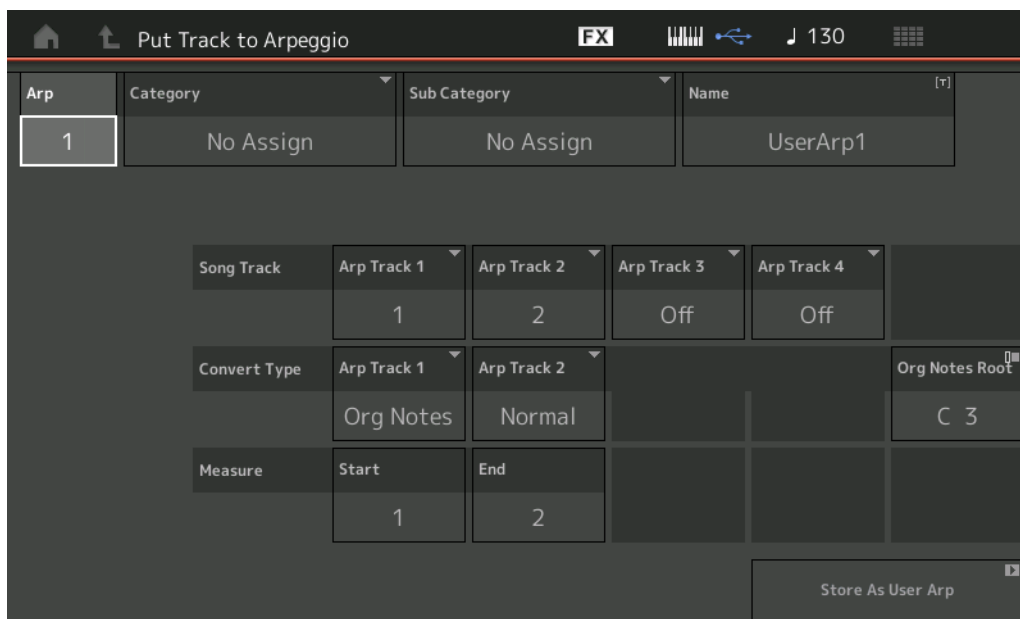 Put Track to Arpeggio FX 130
Arp Category Sub Category Name [T]
1 No Assign No Assign UserArp1
Song Track Arp Track 1 Arp Track 2 Arp Track 3 Arp Track 4
1 2 Off Off
Convert Type Arp Track 1 Arp Track 2 Org Notes Root
Org Notes Normal C 3
Measure Start End
1 2
Store As User Arp